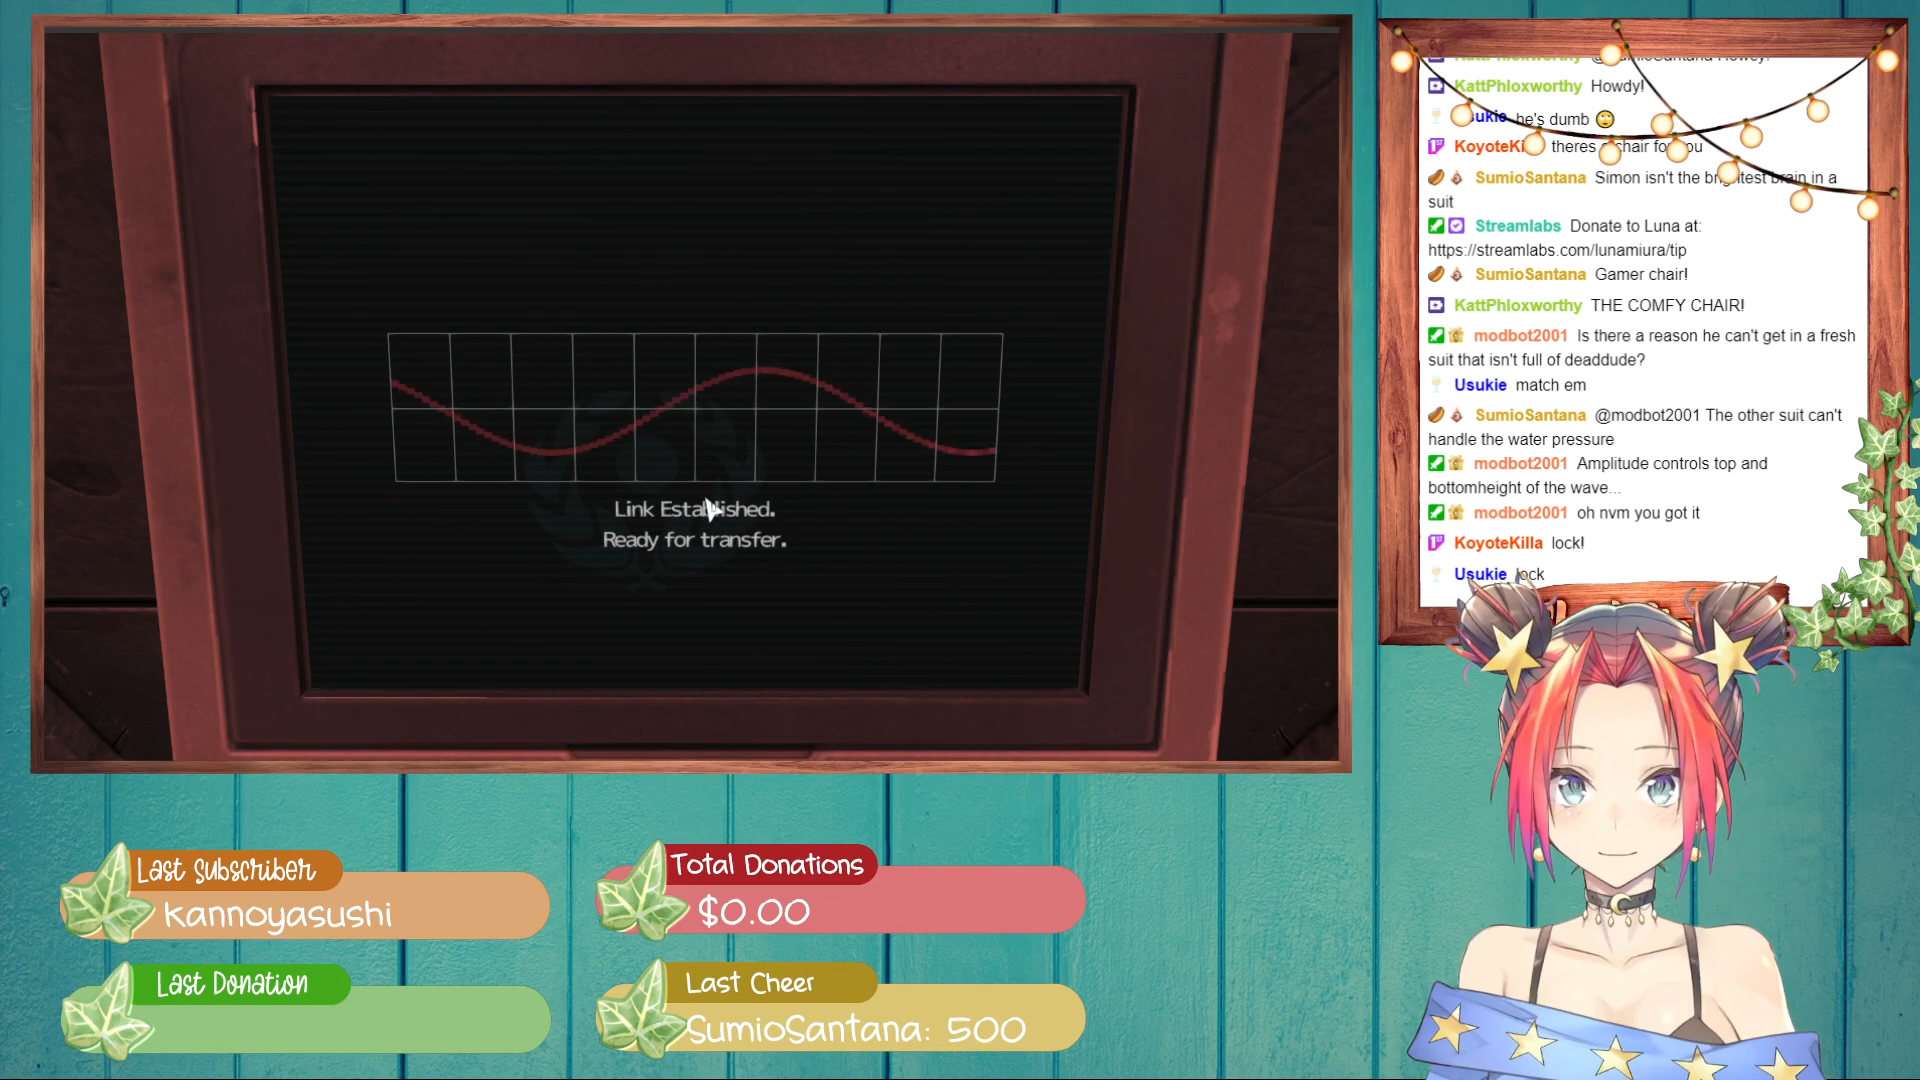 Link Established.
Ready for transfer.
KattPhloxworthy Howdy!
he's dumb
theres
SumioSantana Simon isn't the brightest brain in a
suit
Streamlabs Donate to Luna at:
https://streamlabs.com/lunamiura/tip
SumioSantana Gamer chair!
KattPhloxworthy THE COMFY CHAIR!
modbot2001 Is there a reason he can't get in a fresh
suit that isn't full of deaddude?
Usukie match em
SumioSantana @modbot2001 The other suit can't
handle the water pressure
modbot2001 Amplitude controls top and
bottomheight of the wave...
modbot2001 oh nvm you got it
KoyoteKilla lock!
Usukie lock
Last Subscriber
kannoyasushi
Total Donations
$0.00
Last Donation
Last Cheer
SumioSantana: 500